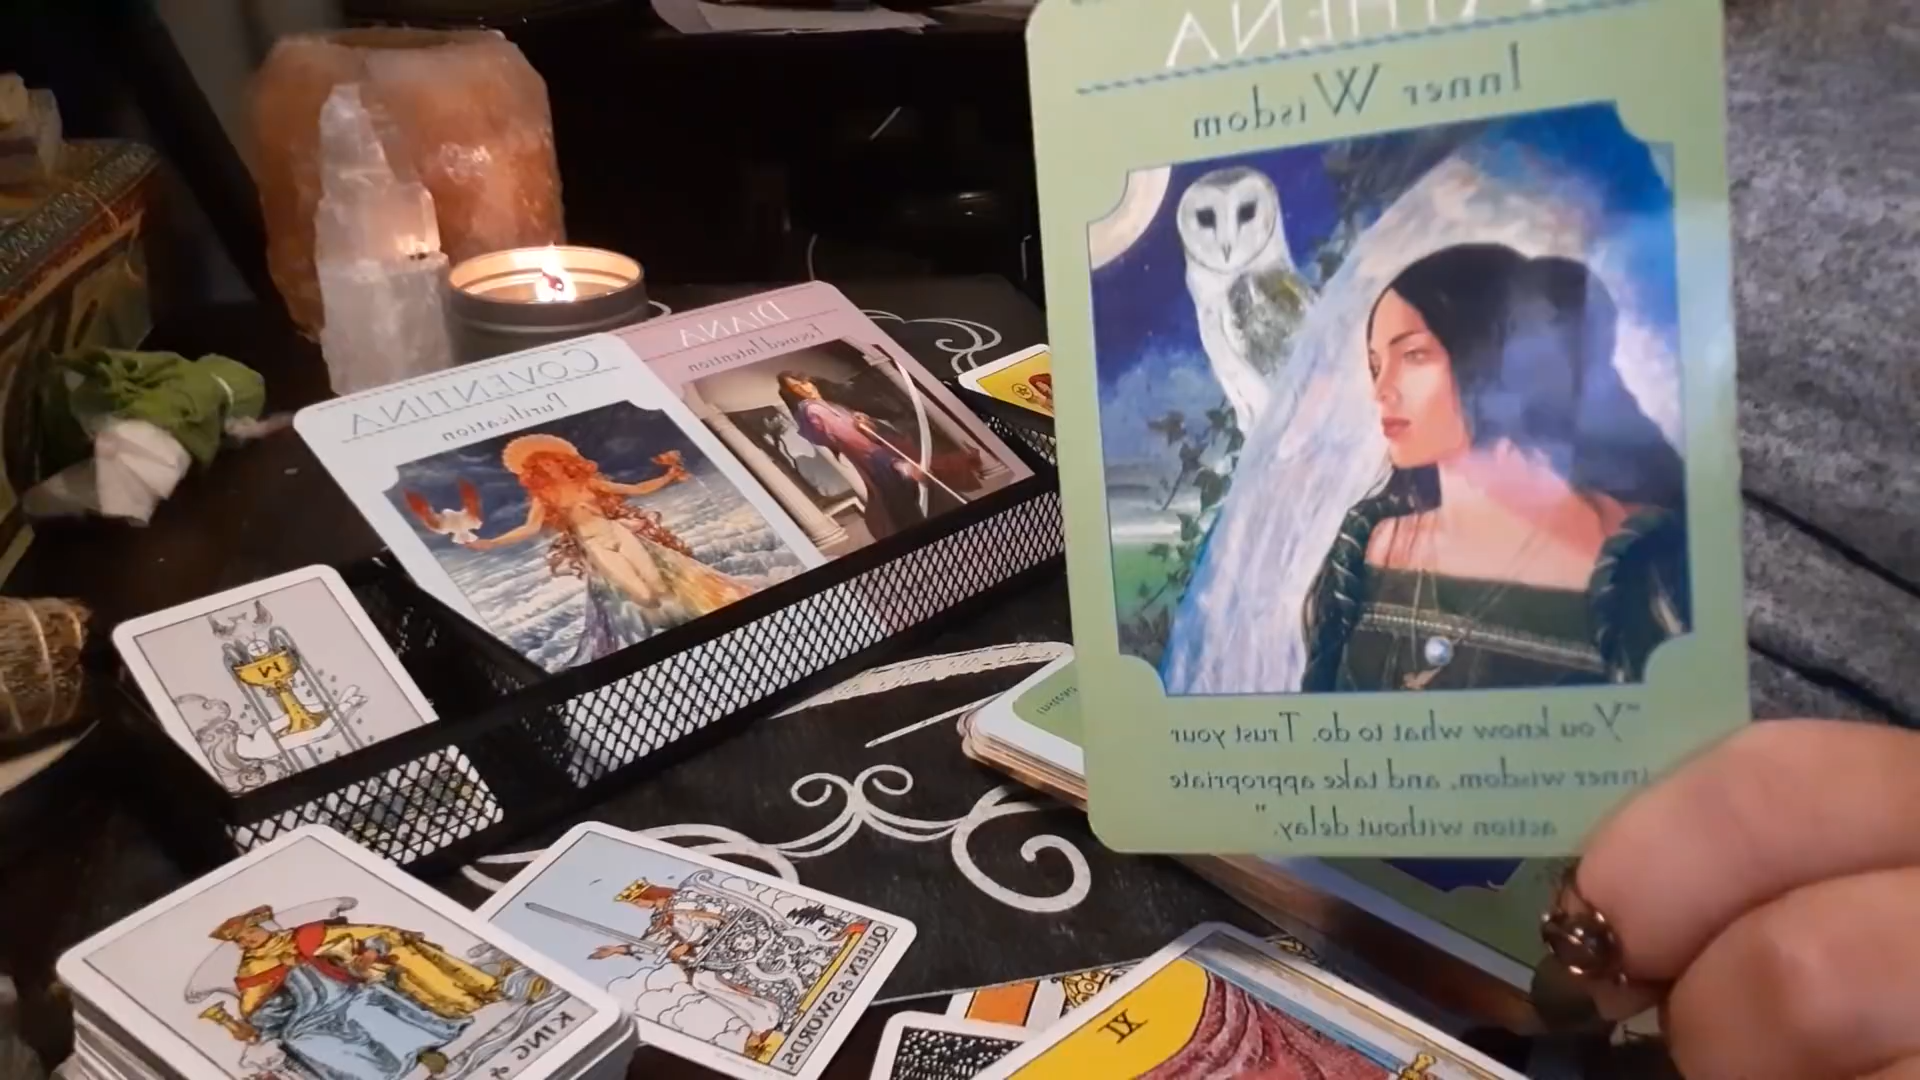 ATHENA
Inner Wisdom
"You know what to do. Trust your
inner wisdom, and take appropriate
action without delay."
DIANA
Focused Intention
COVENTINA
Purification
KING of
QUEEN of SWORDS.
XI